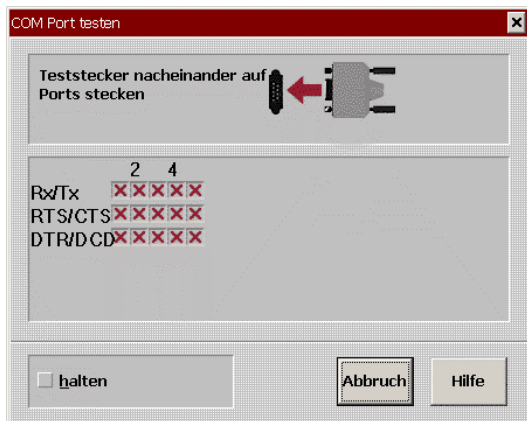 COM Port testen
Teststecker nacheinander auf
Ports stecken
2 4
Rx/Tx
RTS/CTS
DTR/DCD
halten
Abbruch
Hilfe